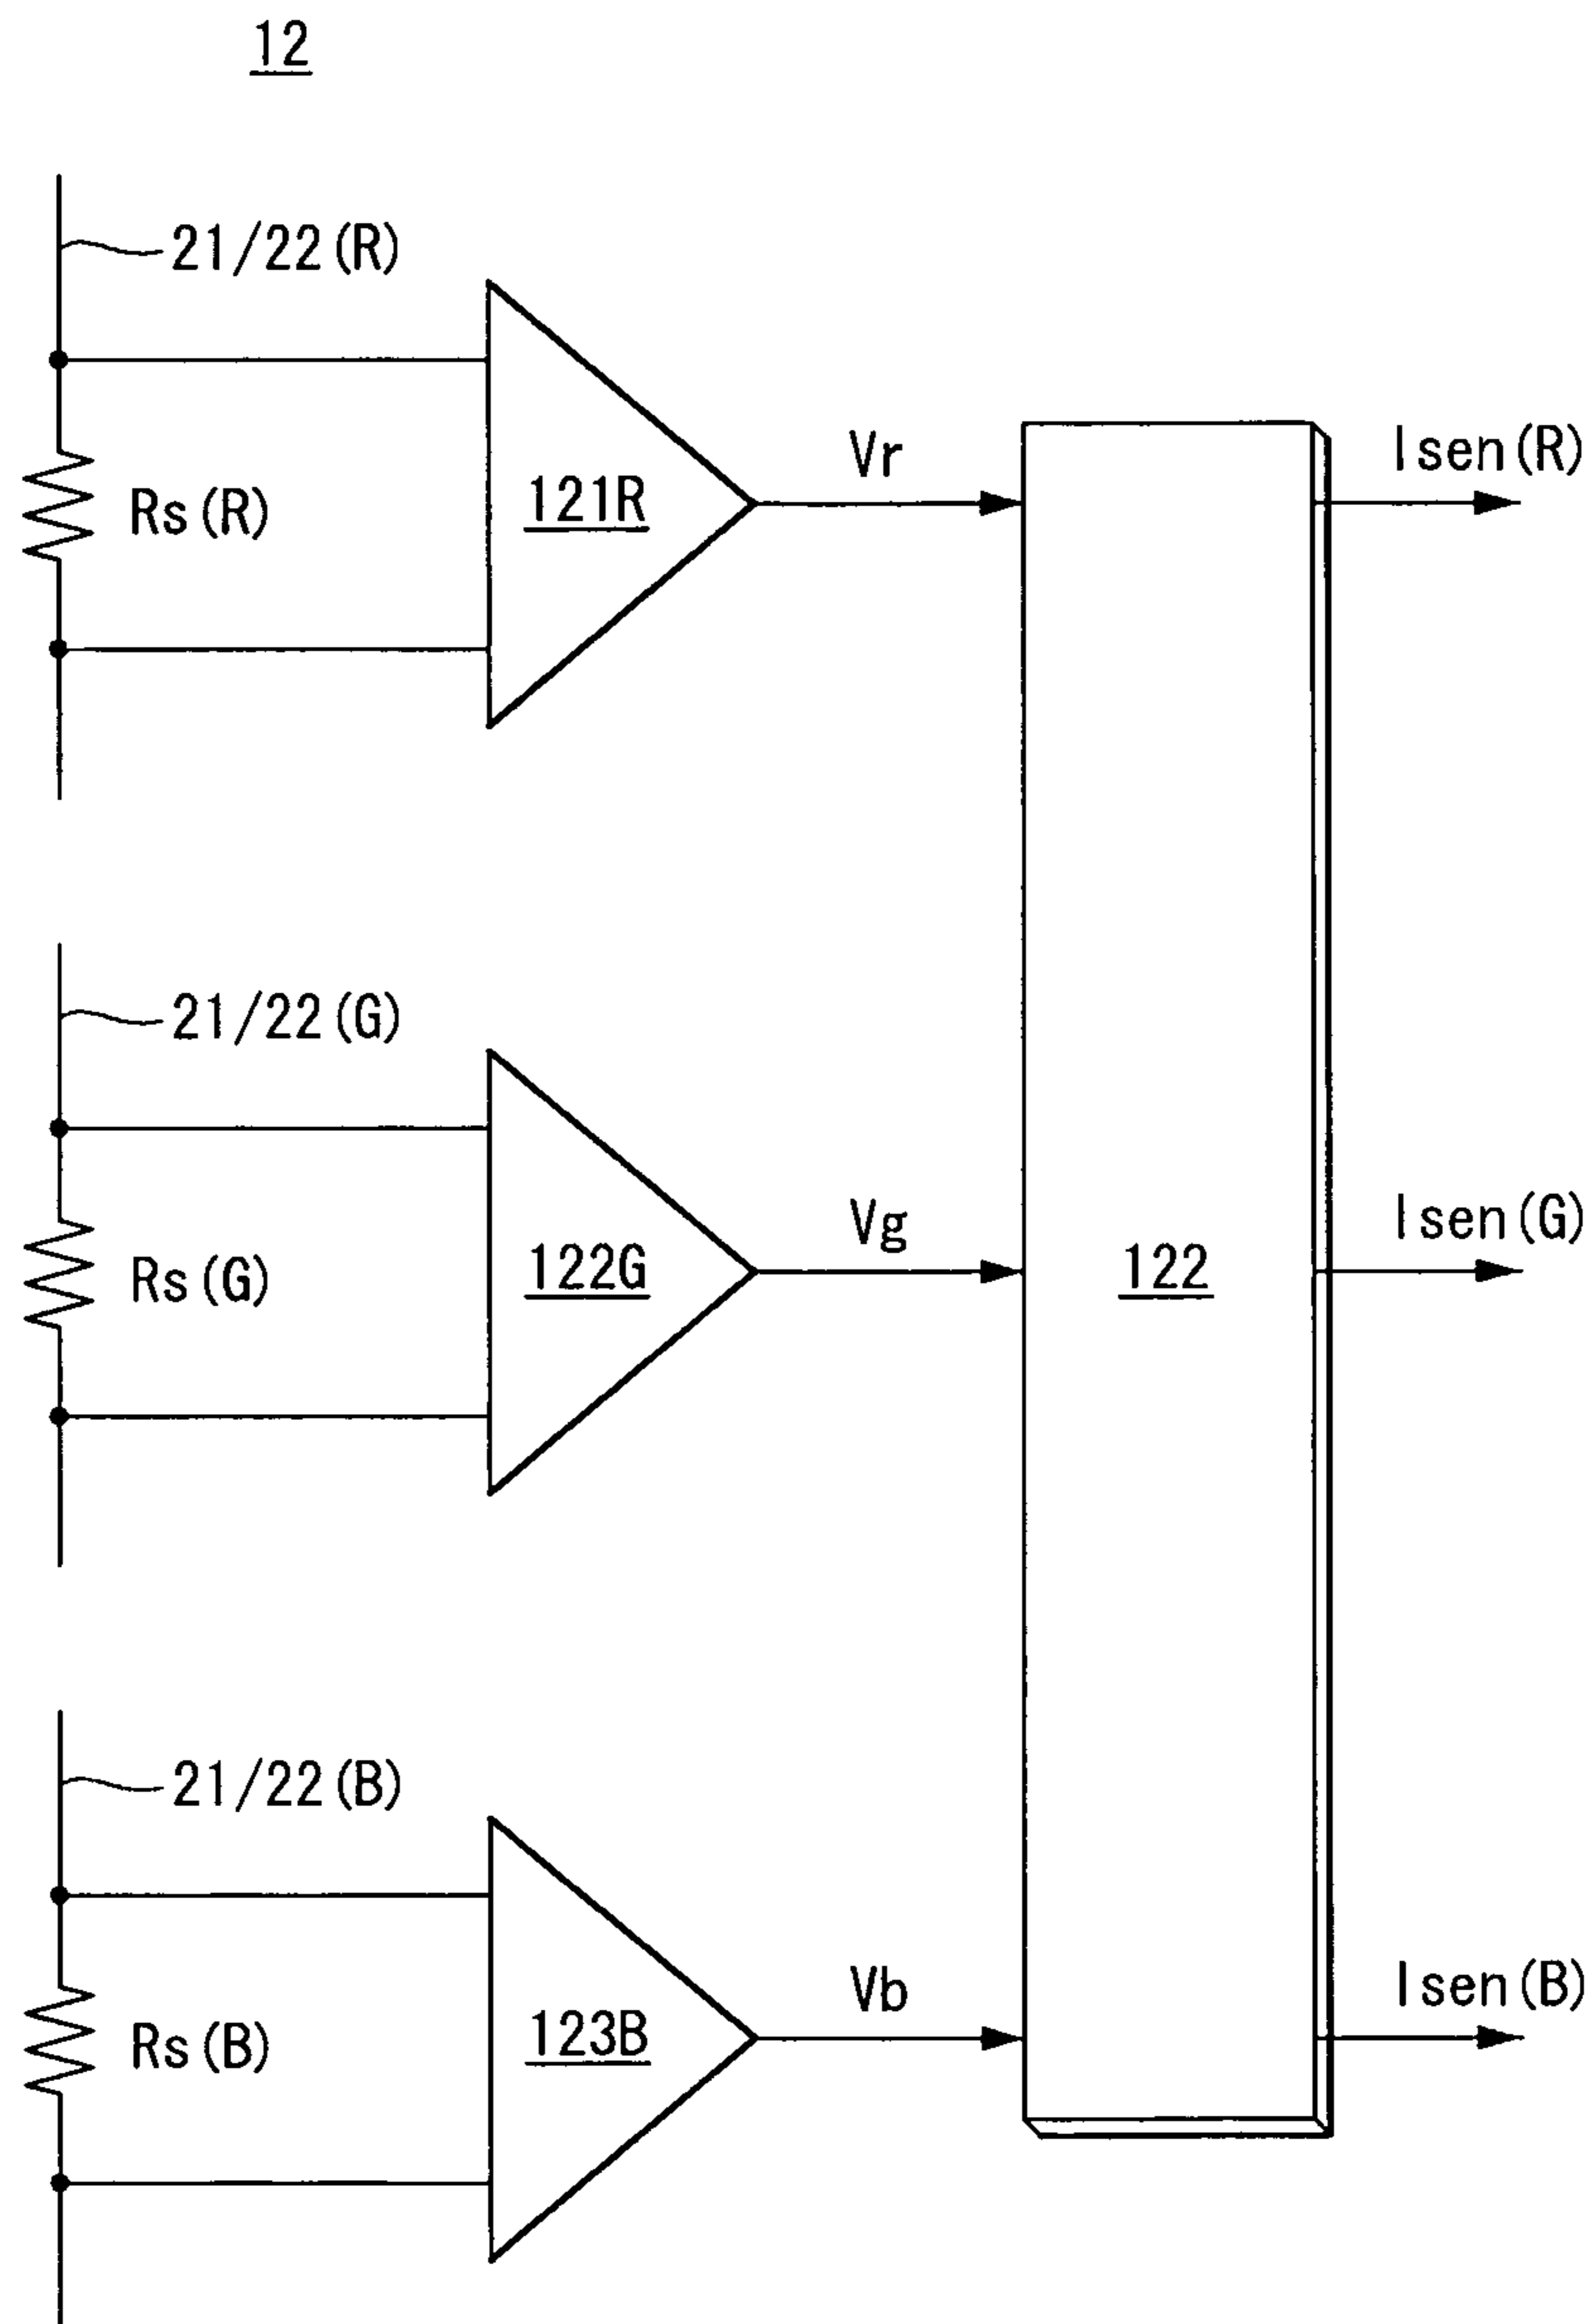 12
21/22(R)
Rs(R)
121R
Vr
Isen(R)
21/22(G)
Rs(G)
122G
Vg
122
Isen(G)
21/22(B)
Rs(B)
123B
Vb
Isen(B)